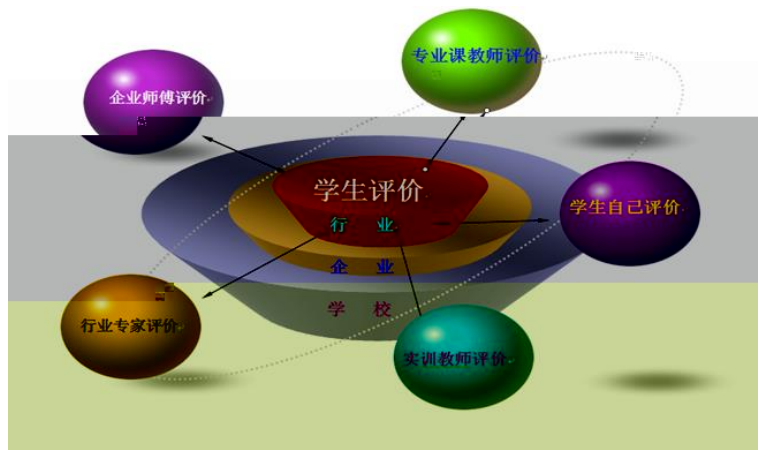 专业课教师评价
企业师傅评价
学生评价
学生自己评价
行 业
企 业
学 校
行业专家评价
实训教师评价